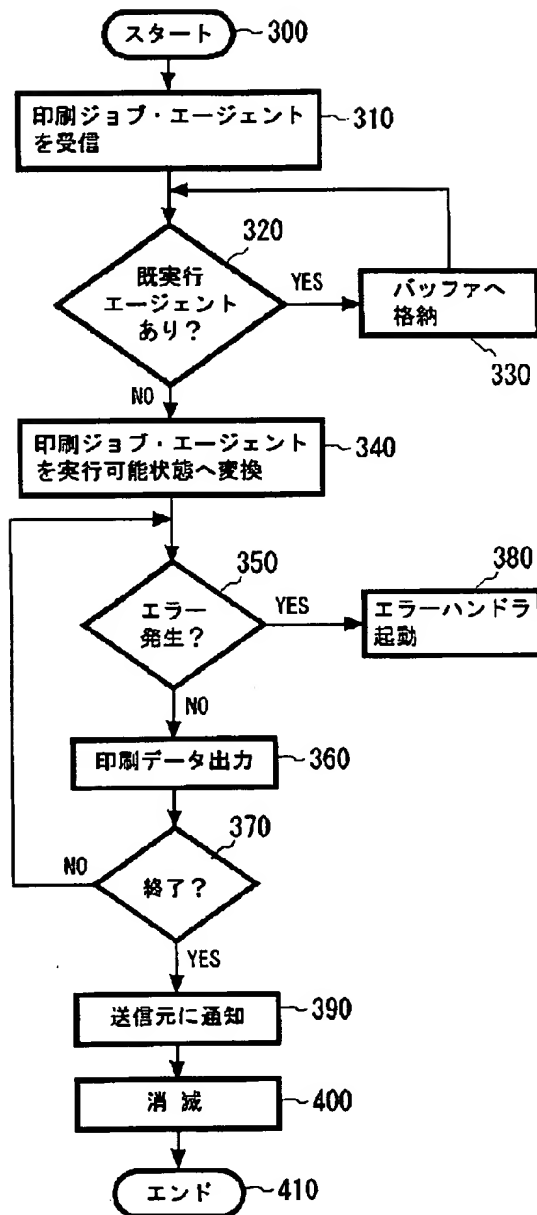 スタート
300
印刷ジョブ・エージェント
を受信
310
320
既実行
エージェント
あり?
YES
バッファへ
格納
330
NO
印刷ジョブ・エージェント
を実行可能状態へ変換
340
350
エラー
発生?
YES
380
エラーハンドラ
起動
NO
印刷データ出力
360
370
NO
終了?
YES
送信元に通知
390
消滅
400
エンド
410